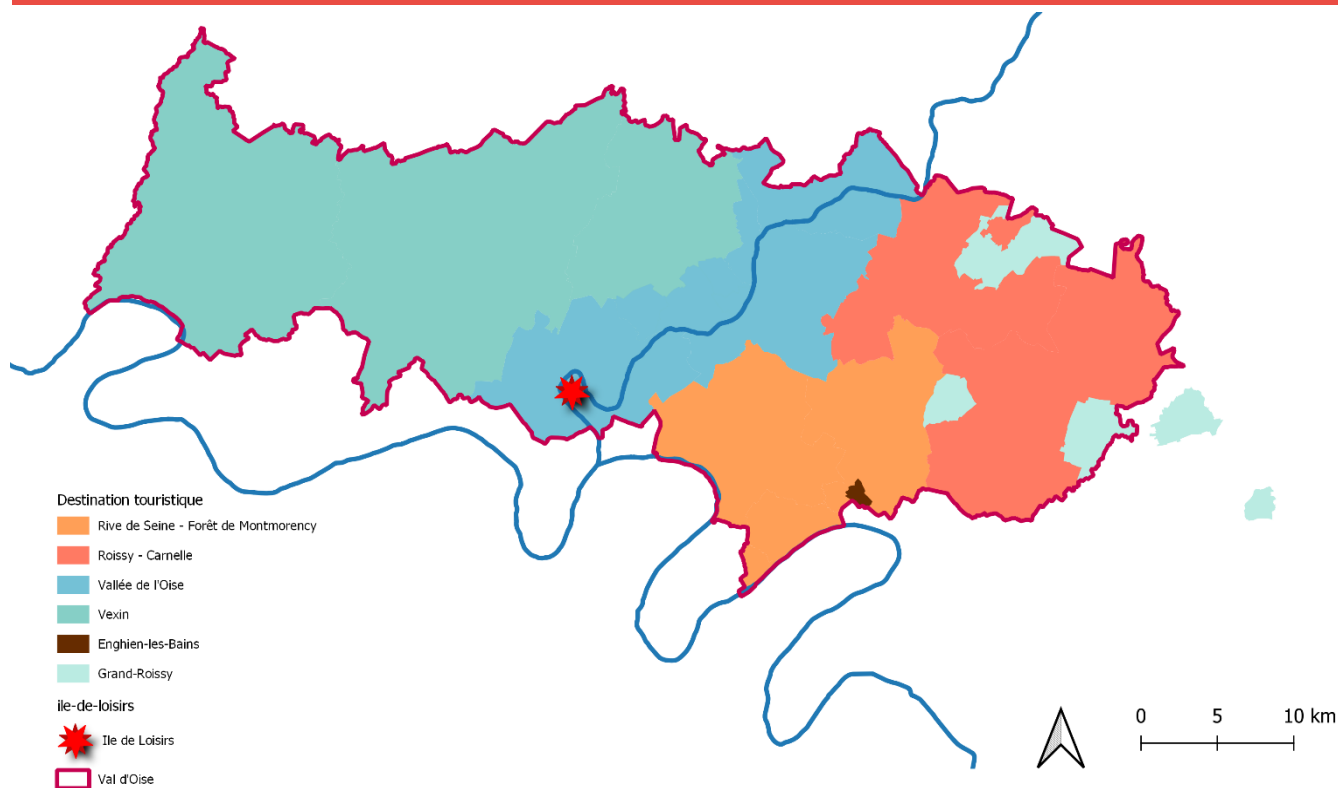 Destination touristique
Rive de Seine - Forêt de Montmorency
Roissy - Carnelle
Vallée de l'Oise
Vexin
Enghien-les-Bains
Grand-Roissy
ile-de-loisirs
Ile de Loisirs
Val d'Oise
0 5 10 km